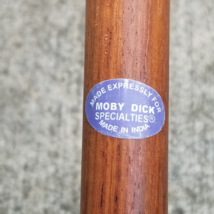 MADE EXPRESSLY FOR
MOBY DICK
SPECIALTIES®
MADE IN INDIA